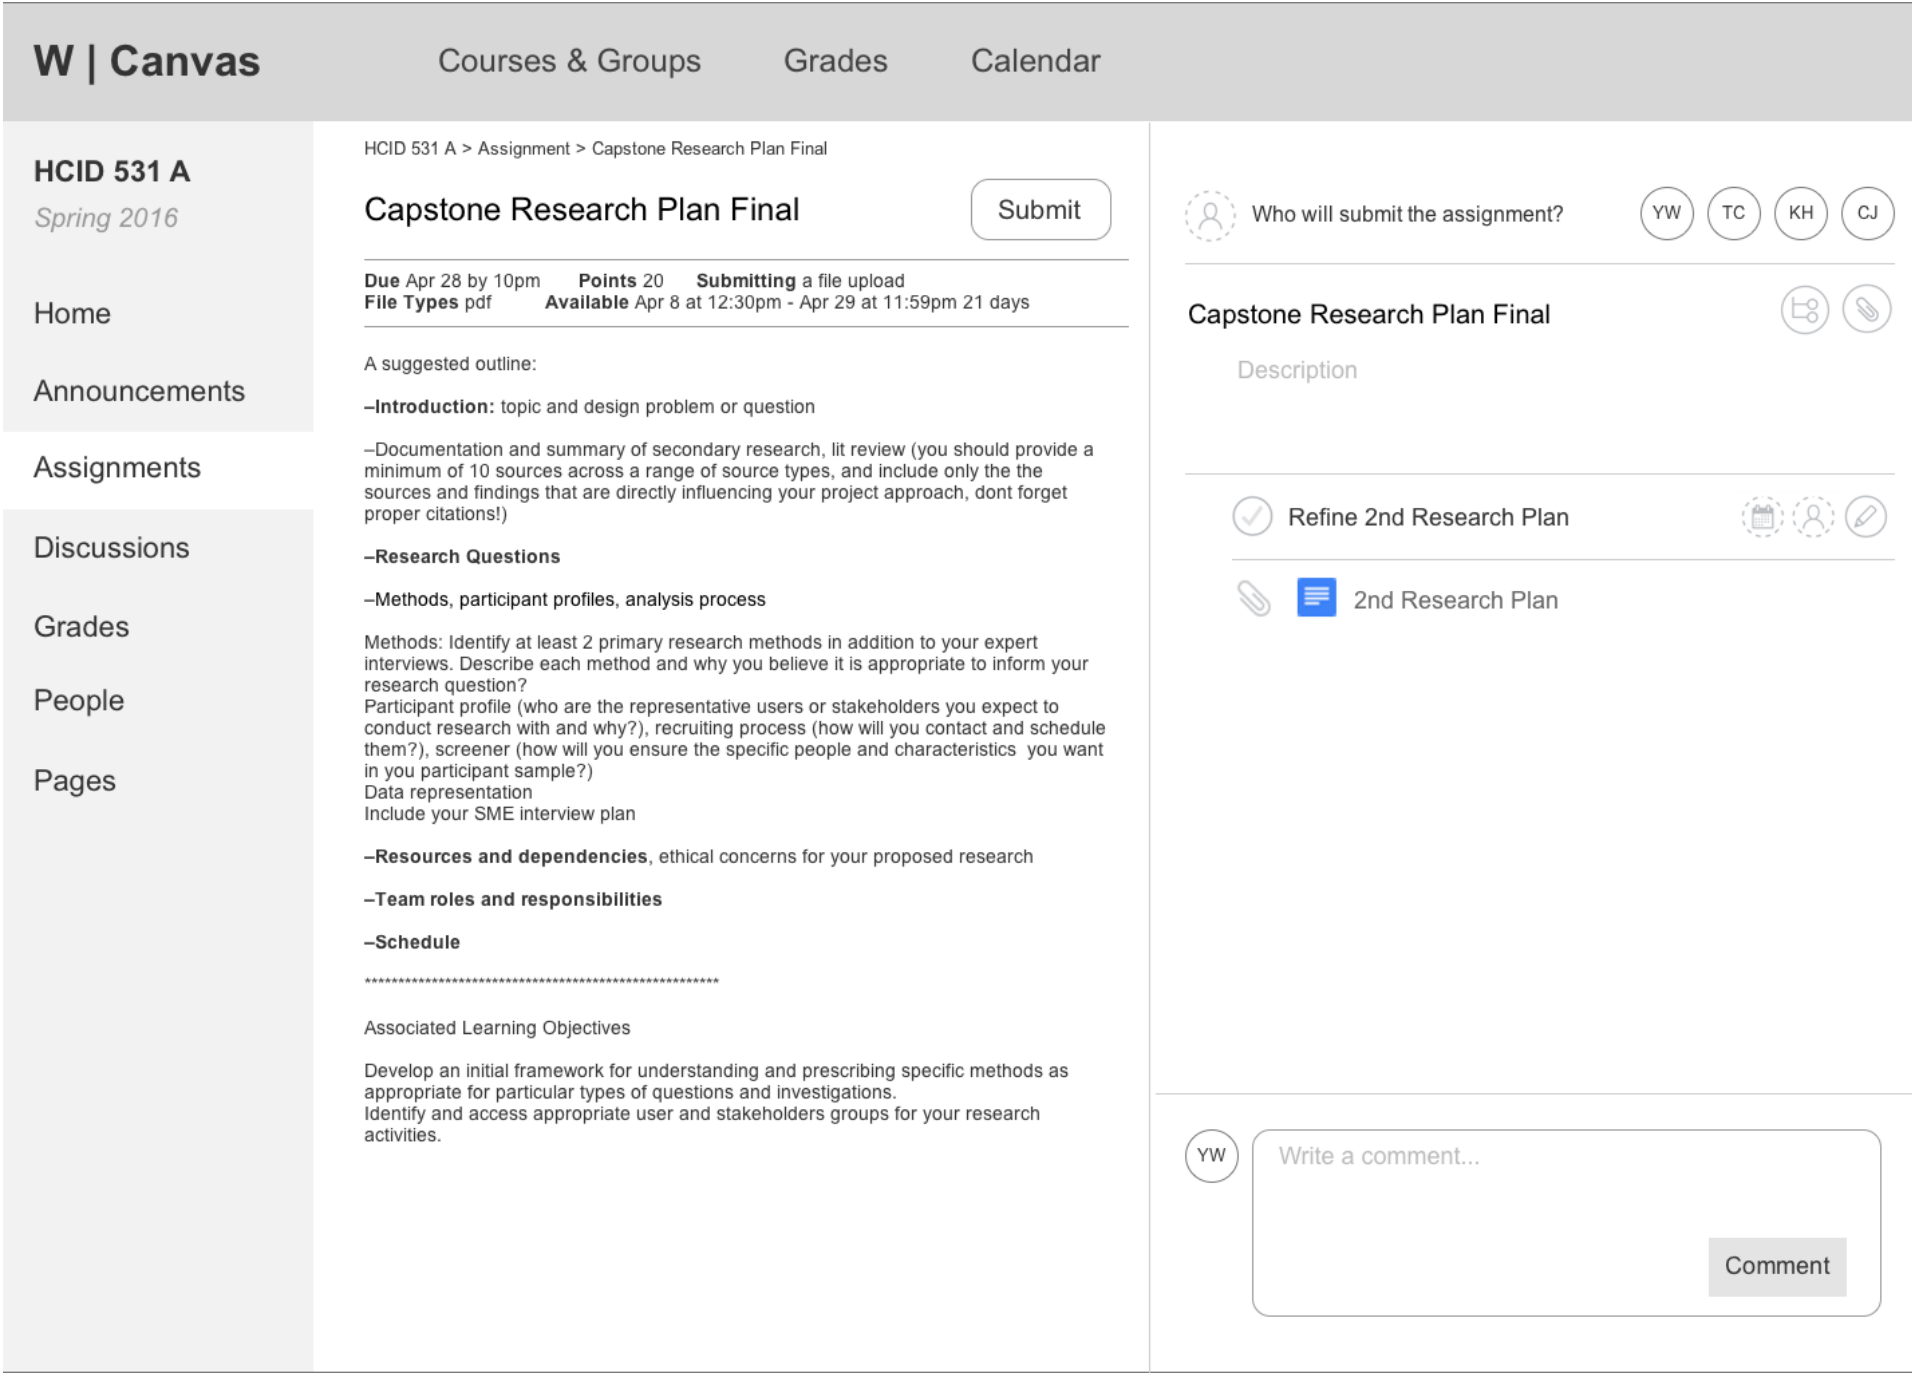 W | Canvas
Courses & Groups
Grades
Calendar
HCID 531 A
Spring 2016
Home
Announcements
Assignments
Discussions
Grades
People
Pages
HCID 531 A > Assignment > Capstone Research Plan Final
Capstone Research Plan Final
Submit
Due Apr 28 by 10pm Points 20 Submitting a file upload
File Types pdf Available Apr 8 at 12:30pm - Apr 29 at 11:59pm 21 days
A suggested outline:
–Introduction: topic and design problem or question
–Documentation and summary of secondary research, lit review (you should provide a
minimum of 10 sources across a range of source types, and include only the the
sources and findings that are directly influencing your project approach, dont forget
proper citations!)
–Research Questions
–Methods, participant profiles, analysis process
Methods: Identify at least 2 primary research methods in addition to your expert
interviews. Describe each method and why you believe it is appropriate to inform your
research question?
Participant profile (who are the representative users or stakeholders you expect to
conduct research with and why?), recruiting process (how will you contact and schedule
them?), screener (how will you ensure the specific people and characteristics  you want
in you participant sample?)
Data representation
Include your SME interview plan
–Resources and dependencies, ethical concerns for your proposed research
–Team roles and responsibilities
–Schedule
*****************************************************
Associated Learning Objectives
Develop an initial framework for understanding and prescribing specific methods as
appropriate for particular types of questions and investigations.
Identify and access appropriate user and stakeholders groups for your research
activities.
Who will submit the assignment?
YW
TC
KH
CJ
Capstone Research Plan Final
Description
Refine 2nd Research Plan
2nd Research Plan
YW
Write a comment...
Comment